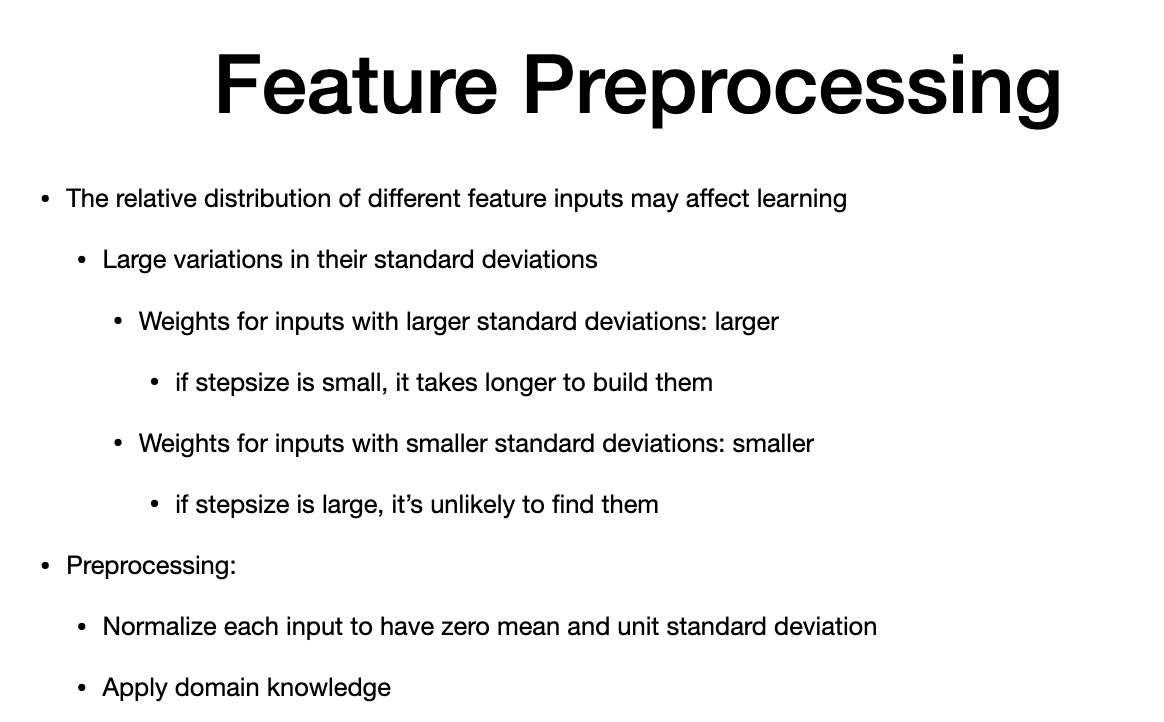 Feature Preprocessing
• The relative distribution of different feature inputs may affect learning
• Large variations in their standard deviations
• Weights for inputs with larger standard deviations: larger
• if stepsize is small, it takes longer to build them
• Weights for inputs with smaller standard deviations: smaller
• if stepsize is large, it’s unlikely to find them
• Preprocessing:
• Normalize each input to have zero mean and unit standard deviation
• Apply domain knowledge